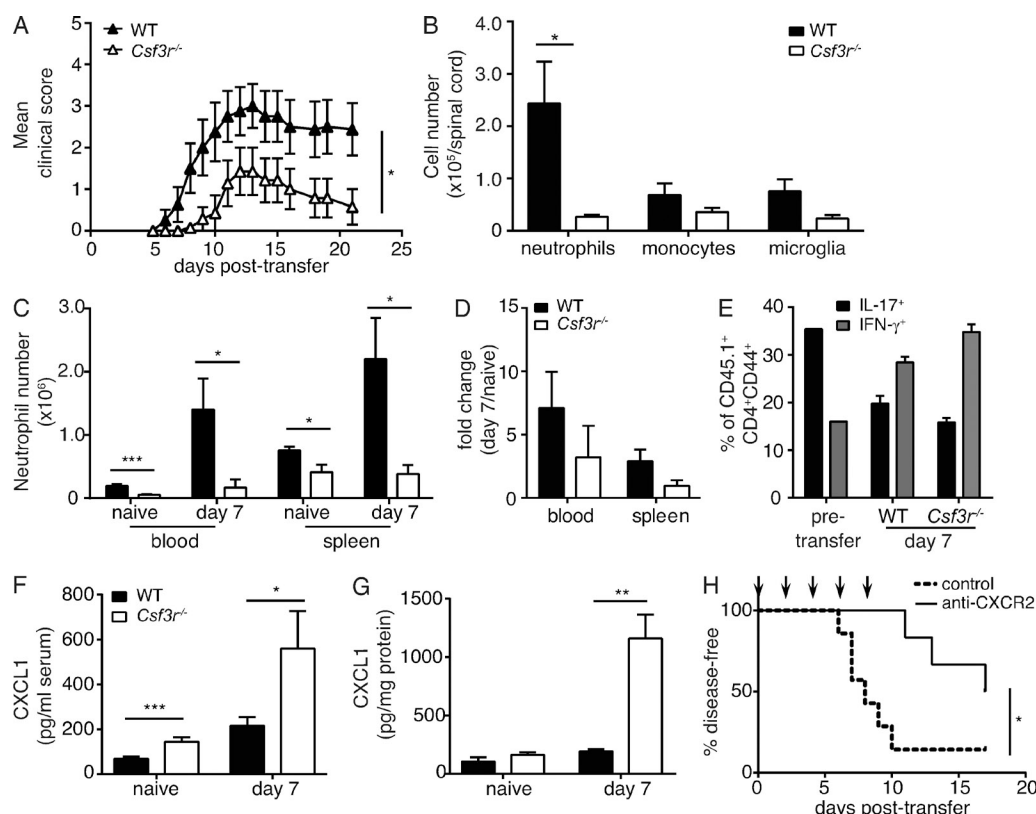 A
WT
Csf3r-/-
Mean
clinical score
5
4
3
2
1
0
*
0 5 10 15 20 25
days post-transfer
B
WT
Csf3r-/-
*
Cell number
(x10⁵/spinal cord)
4.0
3.0
2.0
1.0
0
neutrophils monocytes microglia
C
Neutrophil number
(x10⁶)
3.0
2.0
1.0
0
*** * * *
naive day 7 naive day 7
blood spleen
D
WT
Csf3r-/-
fold change
(day 7/naive)
15
10
5
0
blood spleen
E
IL-17⁺
IFN-γ⁺
% of CD45.1⁺
CD4⁺CD44⁺
40
20
0
pre-
transfer
WT Csf3r-/-
day 7
F
WT
Csf3r-/-
CXCL1
(pg/ml serum)
800
600
400
200
0
*** *
naive day 7
G
CXCL1
(pg/mg protein)
1500
1000
500
0
**
naive day 7
H
control
anti-CXCR2
% disease-free
100
50
0
*
0 5 10 15 20
days post-transfer